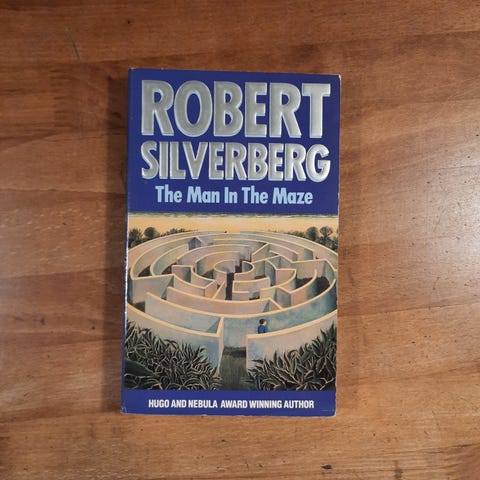 ROBERT
SILVERBERG
The Man In The Maze
HUGO AND NEBULA AWARD WINNING AUTHOR